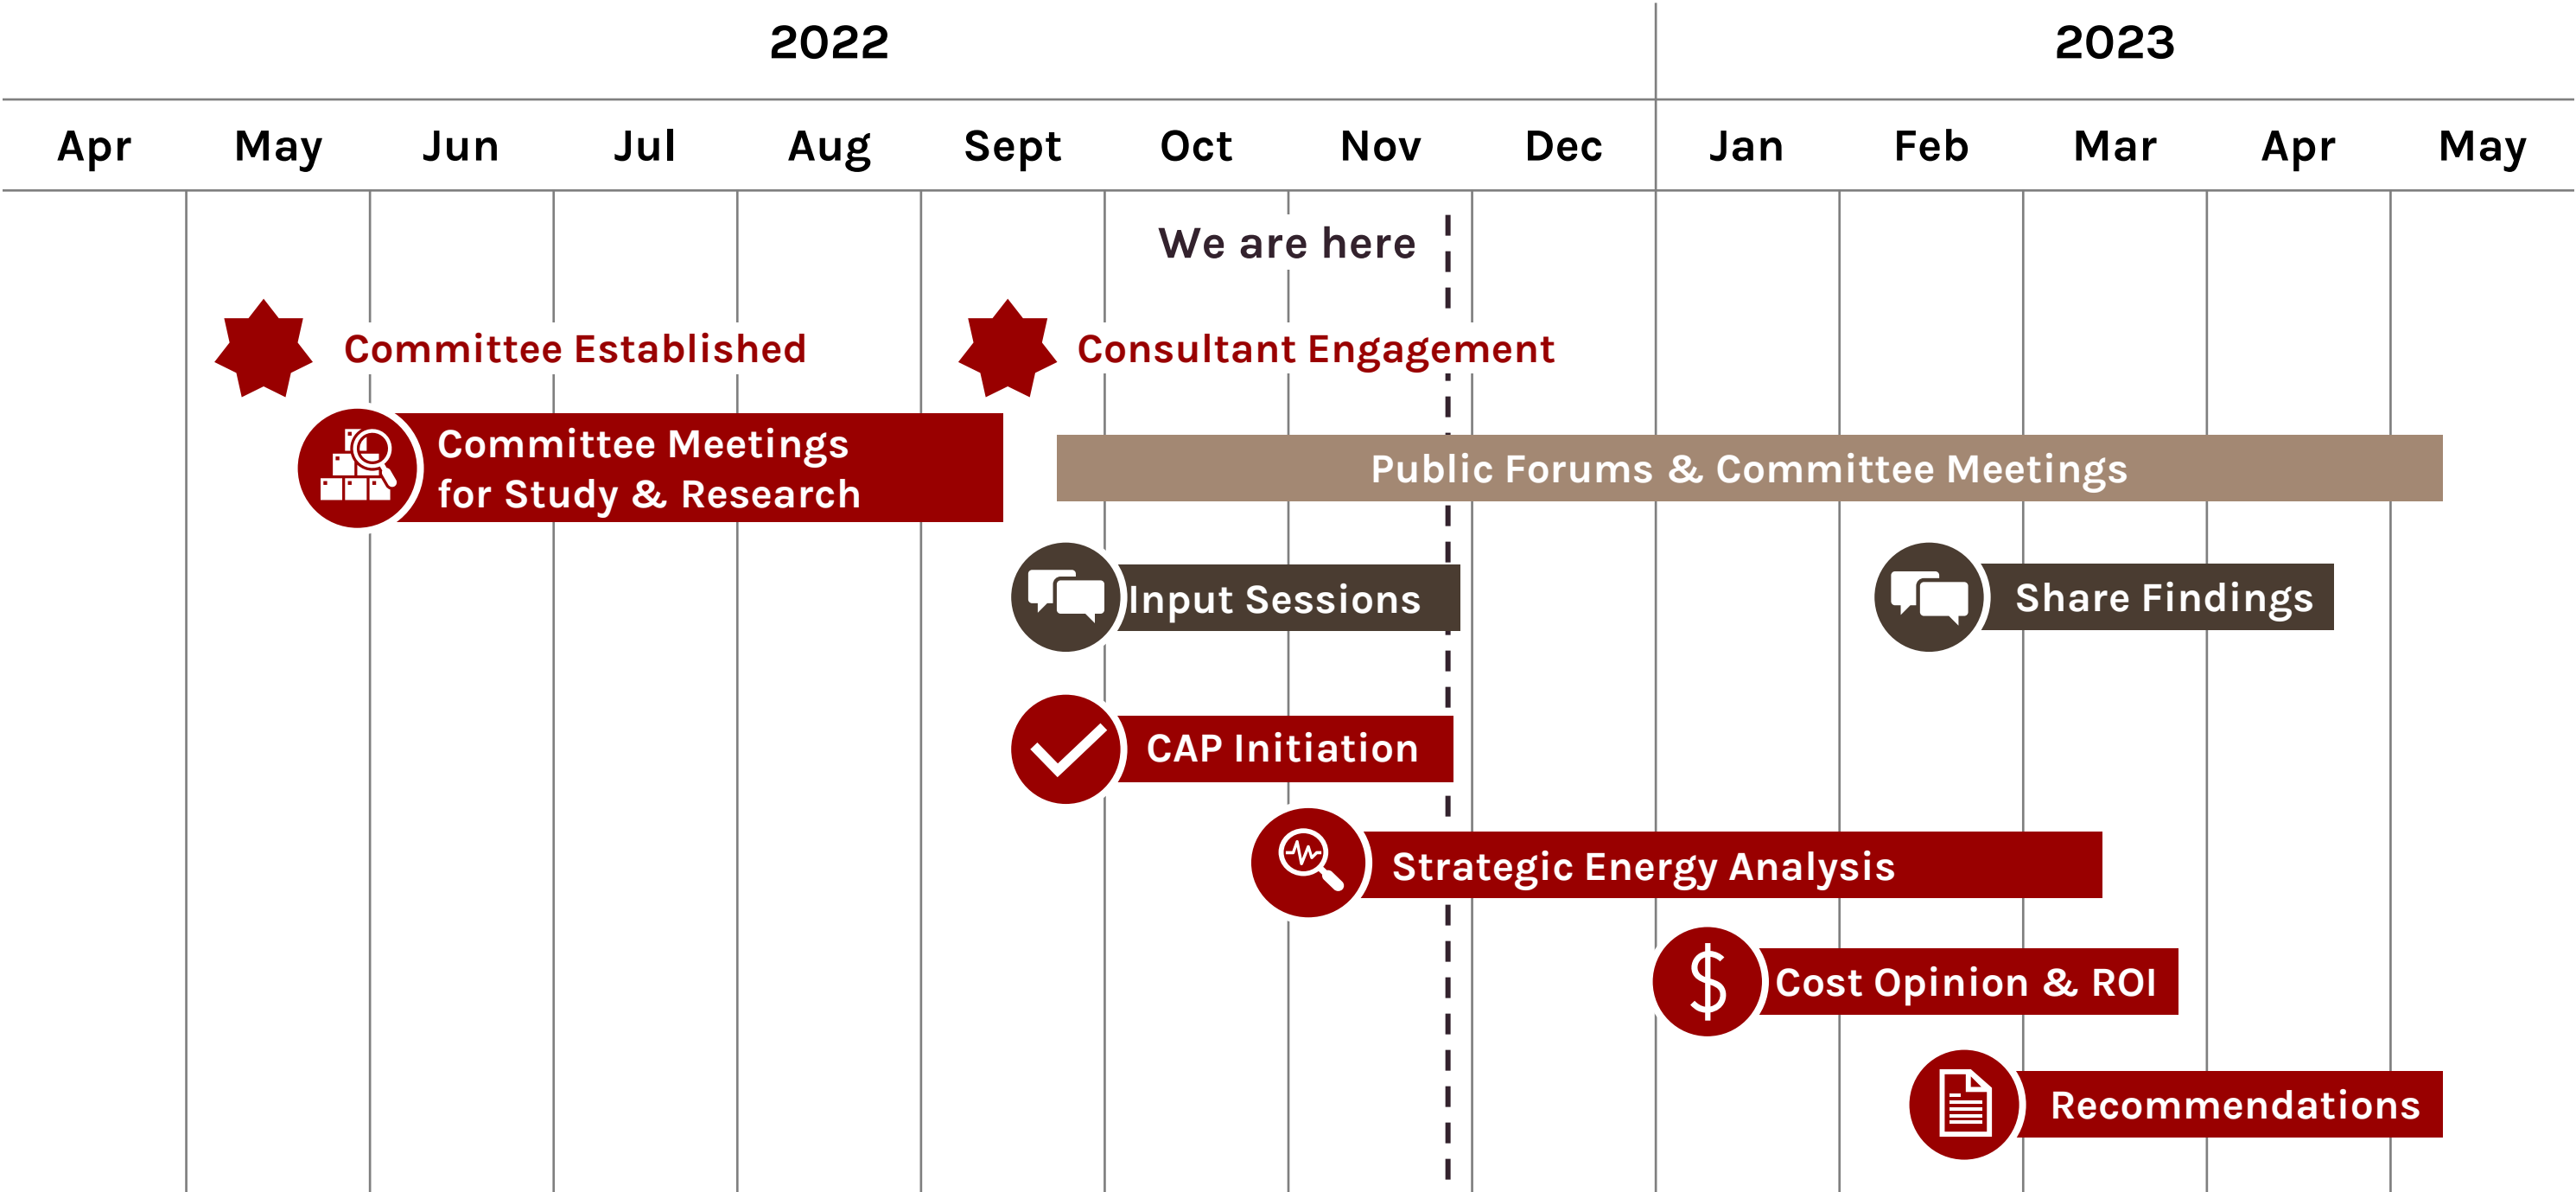 2022
2023
Apr May Jun Jul Aug Sept Oct Nov Dec Jan Feb Mar Apr May
We are here
Committee Established
Consultant Engagement
Committee Meetings
for Study & Research
Public Forums & Committee Meetings
Input Sessions
Share Findings
CAP Initiation
Strategic Energy Analysis
$
Cost Opinion & ROI
Recommendations